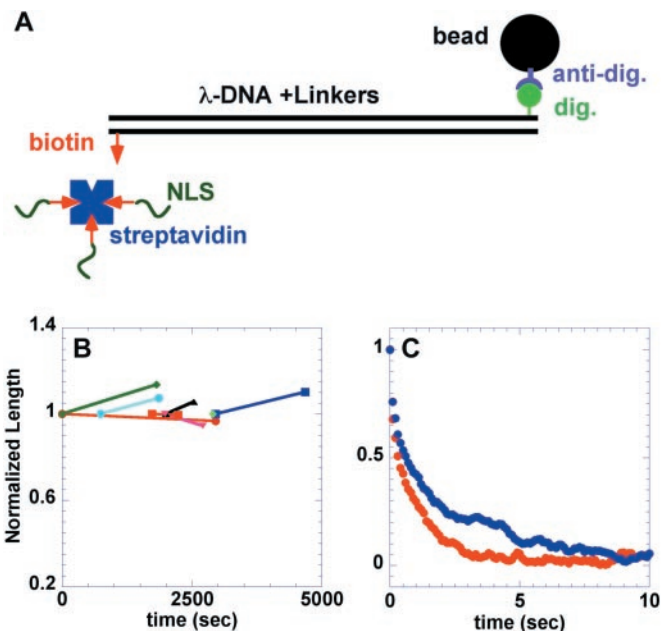 A
bead
anti-dig.
λ-DNA +Linkers
dig.
biotin
NLS
streptavidin
1.4
B
1
0.6
0.2
Normalized Length
0
2500
5000
time (sec)
C
1
0.5
0
0
5
10
time (sec)